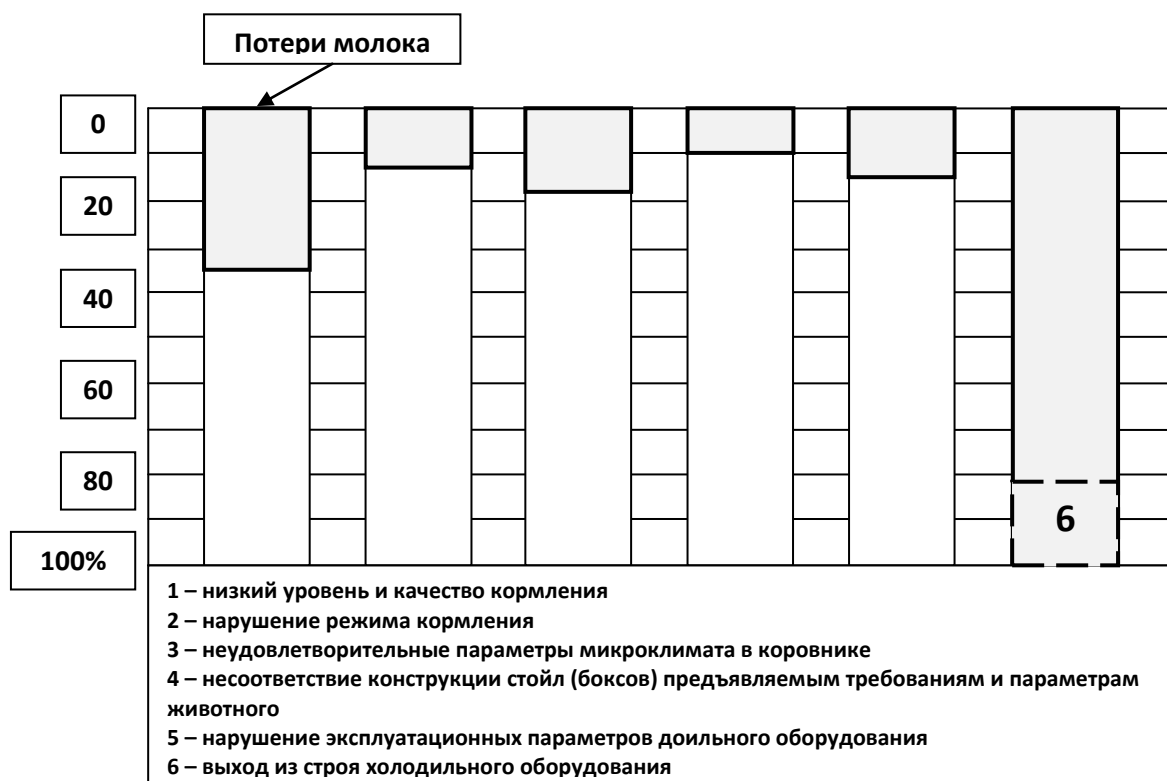 Потери молока
0
20
40
60
80
100%
6
1 – низкий уровень и качество кормления
2 – нарушение режима кормления
3 – неудовлетворительные параметры микроклимата в коровнике
4 – несоответствие конструкции стойл (боксов) предъявляемым требованиям и параметрам
животного
5 – нарушение эксплуатационных параметров доильного оборудования
6 – выход из строя холодильного оборудования